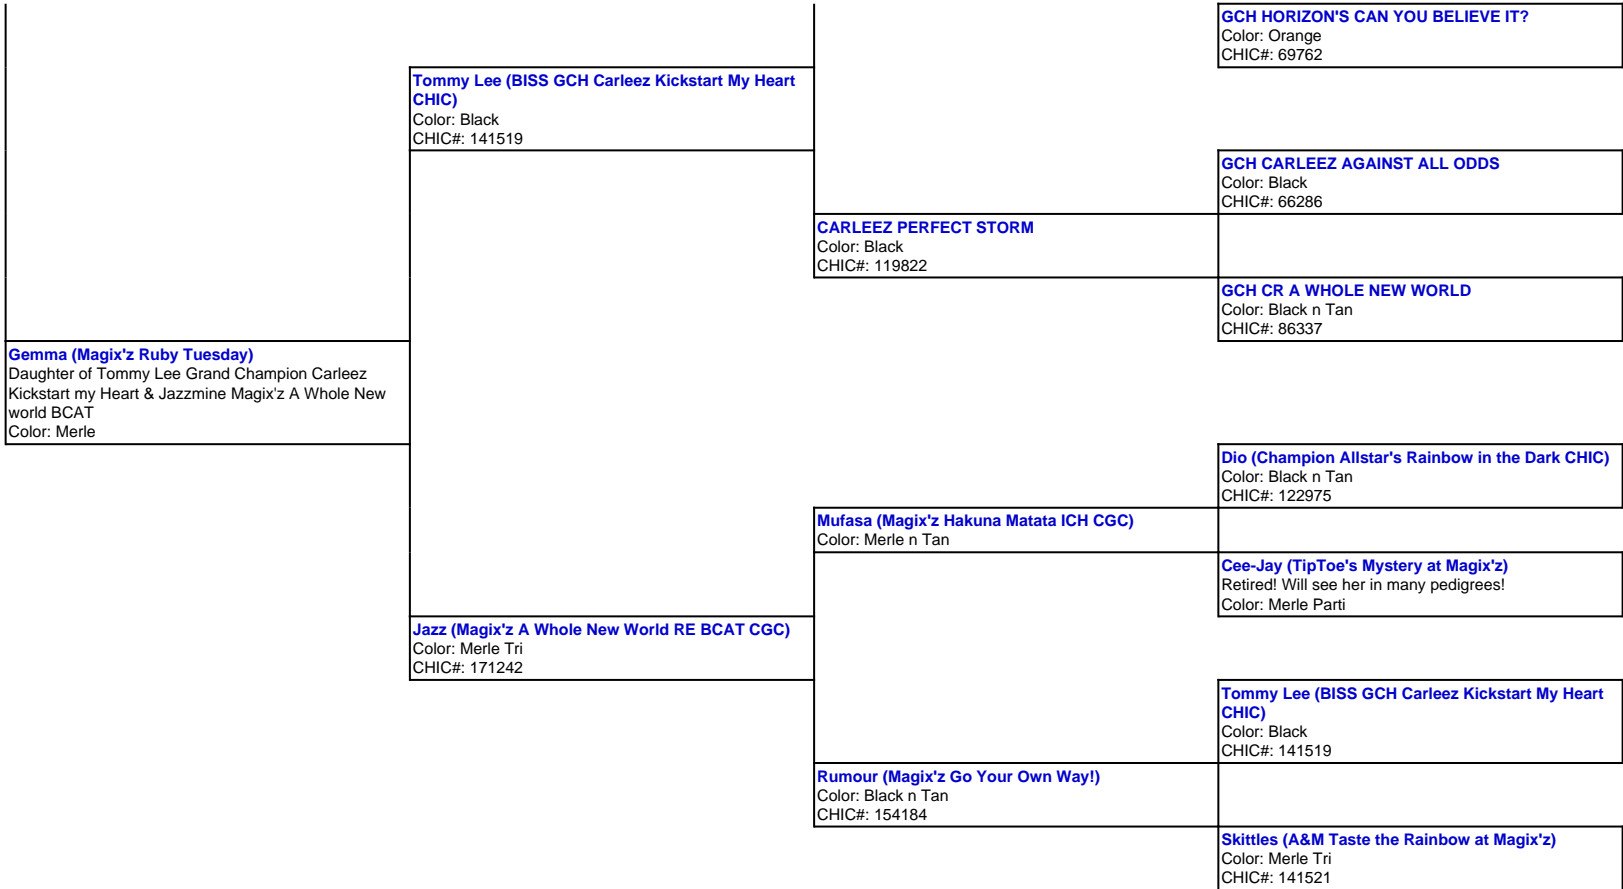 GCH HORIZON'S CAN YOU BELIEVE IT?
Color: Orange
CHIC#: 69762
Tommy Lee (BISS GCH Carleez Kickstart My Heart
CHIC)
Color: Black
CHIC#: 141519
GCH CARLEEZ AGAINST ALL ODDS
Color: Black
CHIC#: 66286
CARLEEZ PERFECT STORM
Color: Black
CHIC#: 119822
GCH CR A WHOLE NEW WORLD
Color: Black n Tan
CHIC#: 86337
Gemma (Magix'z Ruby Tuesday)
Daughter of Tommy Lee Grand Champion Carleez
Kickstart my Heart & Jazzmine Magix'z A Whole New
world BCAT
Color: Merle
Dio (Champion Allstar's Rainbow in the Dark CHIC)
Color: Black n Tan
CHIC#: 122975
Mufasa (Magix'z Hakuna Matata ICH CGC)
Color: Merle n Tan
Cee-Jay (TipToe's Mystery at Magix'z)
Retired! Will see her in many pedigrees!
Color: Merle Parti
Jazz (Magix'z A Whole New World RE BCAT CGC)
Color: Merle Tri
CHIC#: 171242
Tommy Lee (BISS GCH Carleez Kickstart My Heart
CHIC)
Color: Black
CHIC#: 141519
Rumour (Magix'z Go Your Own Way!)
Color: Black n Tan
CHIC#: 154184
Skittles (A&M Taste the Rainbow at Magix'z)
Color: Merle Tri
CHIC#: 141521